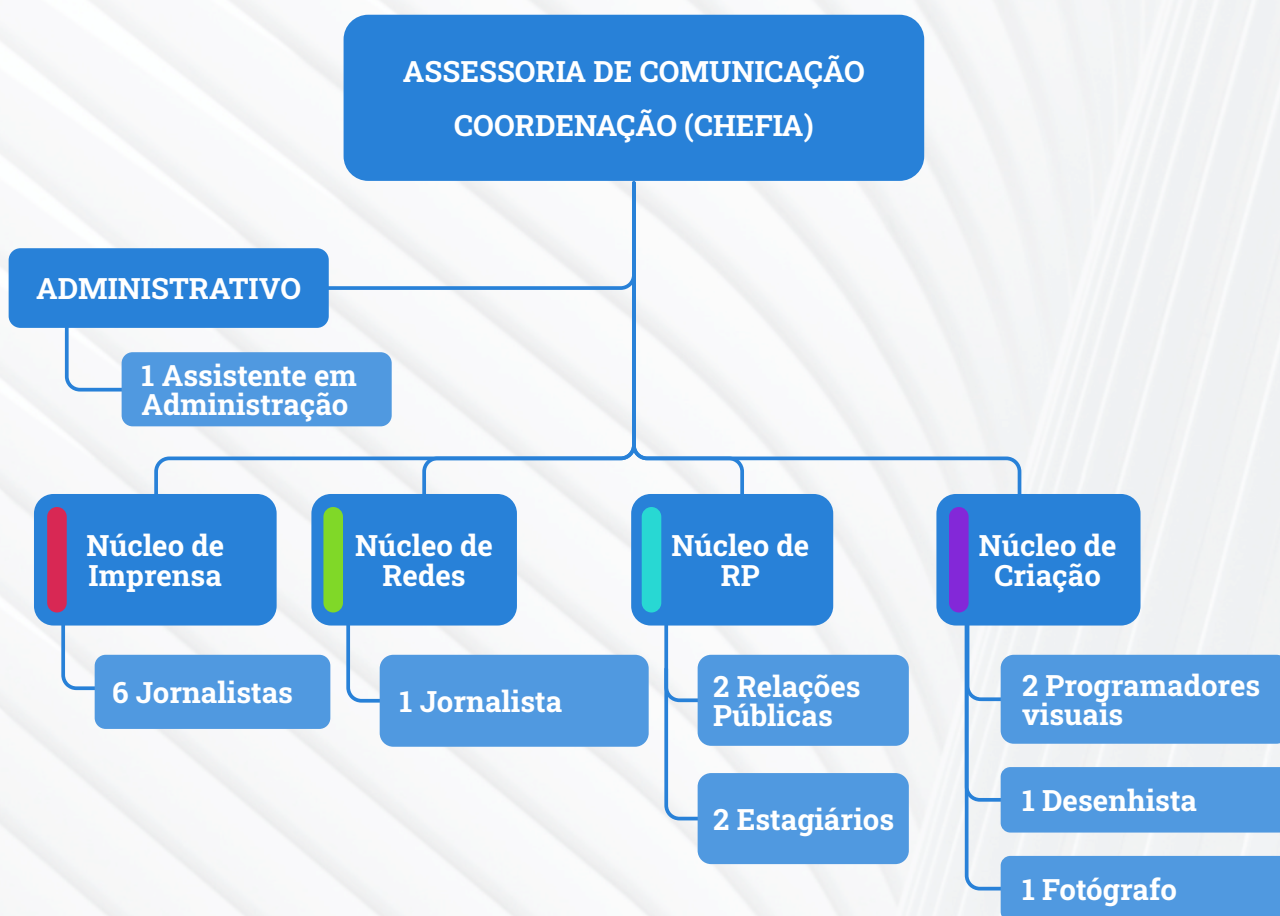 ASSESSORIA DE COMUNICAÇÃO
COORDENAÇÃO (CHEFIA)
ADMINISTRATIVO
1 Assistente em
Administração
Núcleo de
Imprensa
6 Jornalistas
Núcleo de
Redes
1 Jornalista
Núcleo de
RP
2 Relações
Públicas
2 Estagiários
Núcleo de
Criação
2 Programadores
visuais
1 Desenhista
1 Fotógrafo